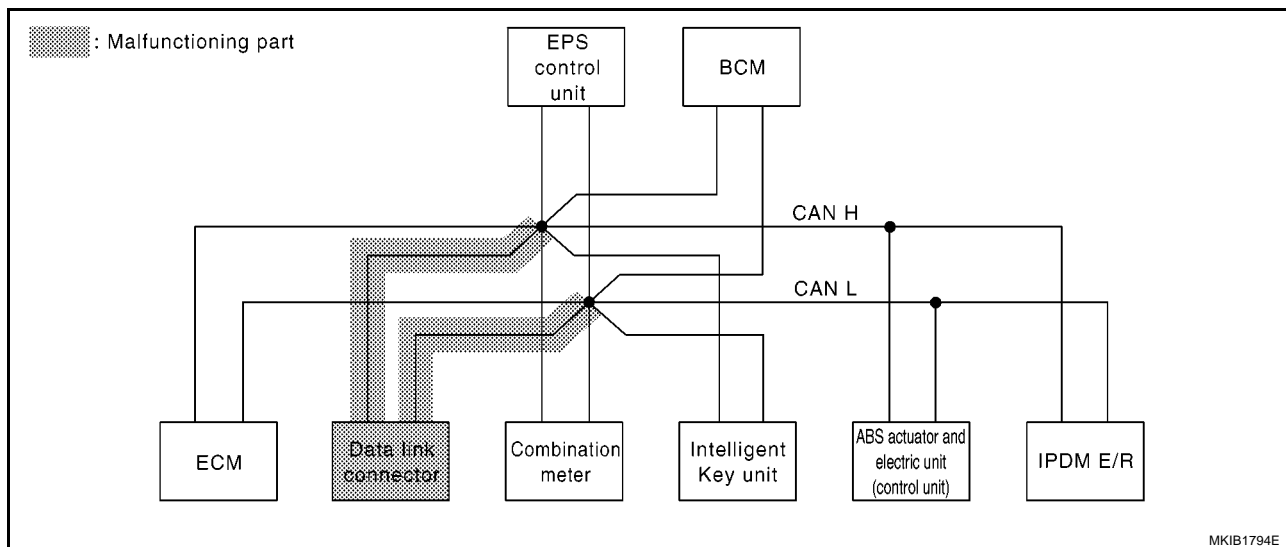 : Malfunctioning part
EPS
control
unit
BCM
CAN H
CAN L
ECM
Data link
connector
Combination
meter
Intelligent
Key unit
ABS actuator and
electric unit
(control unit)
IPDM E/R
MKIB1794E